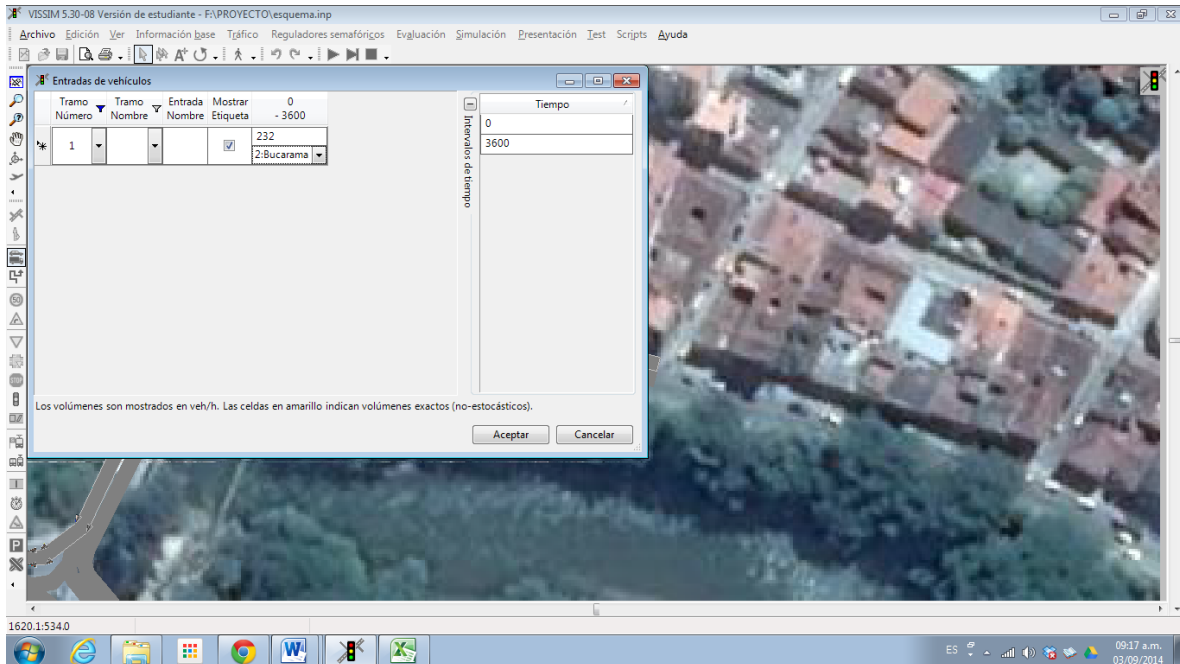 VISSIM 5.30-08 Versión de estudiante - F:\PROYECTO\esquema.inp
Archivo Edición Ver Información base Tráfico Reguladores semafóricos Evaluación Simulación Presentación Test Scripts Ayuda
Entradas de vehículos
Tramo Número
Tramo Nombre
Entrada Nombre
Mostrar Etiqueta
0 - 3600
1
232
2:Bucarama
Intervalos de tiempo
Tiempo
0
3600
Los volúmenes son mostrados en veh/h. Las celdas en amarillo indican volúmenes exactos (no-estocásticos).
Aceptar Cancelar
1620.1:534.0
ES 09:17 a.m.
03/09/2014